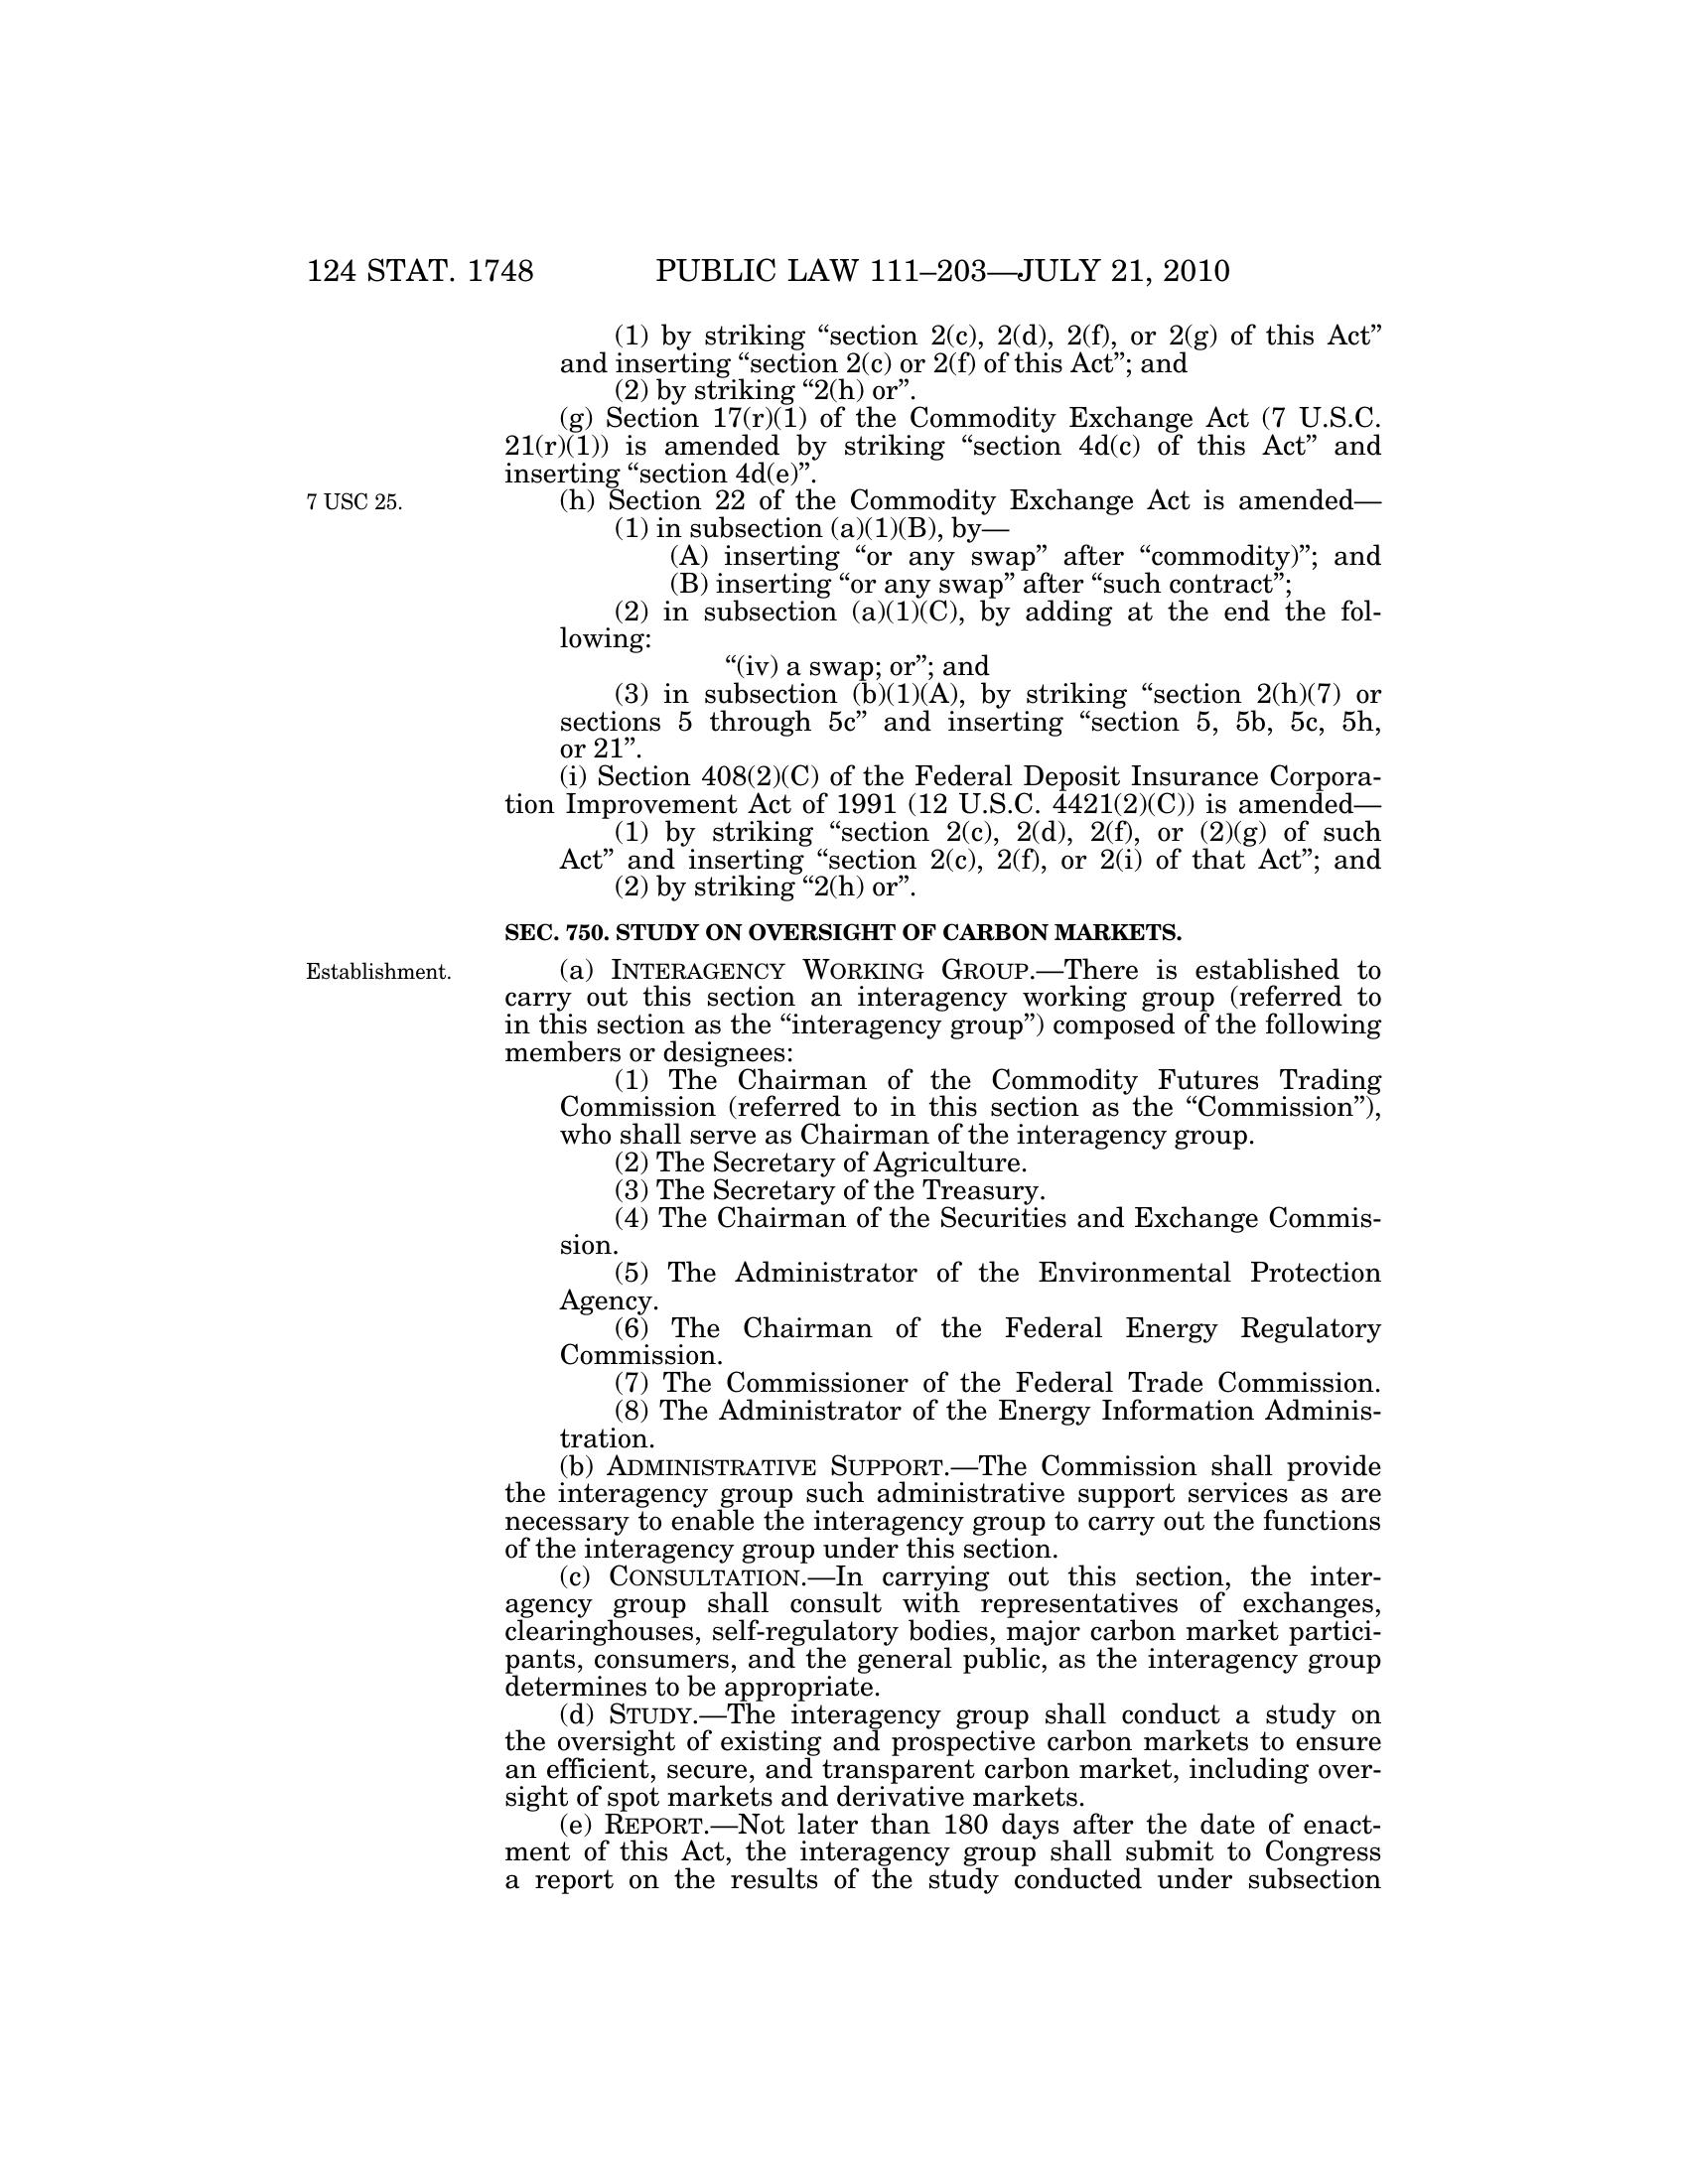 124 STAT. 1748 PUBLIC LAW 111–203—JULY 21, 2010
(1) by striking “section 2(c), 2(d), 2(f), or 2(g) of this Act”
and inserting “section 2(c) or 2(f) of this Act”; and
(2) by striking “2(h) or”.
(g) Section 17(r)(1) of the Commodity Exchange Act (7 U.S.C.
21(r)(1)) is amended by striking “section 4d(c) of this Act” and
inserting “section 4d(e)”.
7 USC 25.
(h) Section 22 of the Commodity Exchange Act is amended—
(1) in subsection (a)(1)(B), by—
(A) inserting “or any swap” after “commodity)”; and
(B) inserting “or any swap” after “such contract”;
(2) in subsection (a)(1)(C), by adding at the end the fol-
lowing:
“(iv) a swap; or”; and
(3) in subsection (b)(1)(A), by striking “section 2(h)(7) or
sections 5 through 5c” and inserting “section 5, 5b, 5c, 5h,
or 21”.
(i) Section 408(2)(C) of the Federal Deposit Insurance Corpora-
tion Improvement Act of 1991 (12 U.S.C. 4421(2)(C)) is amended—
(1) by striking “section 2(c), 2(d), 2(f), or (2)(g) of such
Act” and inserting “section 2(c), 2(f), or 2(i) of that Act”; and
(2) by striking “2(h) or”.
SEC. 750. STUDY ON OVERSIGHT OF CARBON MARKETS.
Establishment.
(a) INTERAGENCY WORKING GROUP.—There is established to
carry out this section an interagency working group (referred to
in this section as the “interagency group”) composed of the following
members or designees:
(1) The Chairman of the Commodity Futures Trading
Commission (referred to in this section as the “Commission”),
who shall serve as Chairman of the interagency group.
(2) The Secretary of Agriculture.
(3) The Secretary of the Treasury.
(4) The Chairman of the Securities and Exchange Commis-
sion.
(5) The Administrator of the Environmental Protection
Agency.
(6) The Chairman of the Federal Energy Regulatory
Commission.
(7) The Commissioner of the Federal Trade Commission.
(8) The Administrator of the Energy Information Adminis-
tration.
(b) ADMINISTRATIVE SUPPORT.—The Commission shall provide
the interagency group such administrative support services as are
necessary to enable the interagency group to carry out the functions
of the interagency group under this section.
(c) CONSULTATION.—In carrying out this section, the inter-
agency group shall consult with representatives of exchanges,
clearinghouses, self-regulatory bodies, major carbon market partici-
pants, consumers, and the general public, as the interagency group
determines to be appropriate.
(d) STUDY.—The interagency group shall conduct a study on
the oversight of existing and prospective carbon markets to ensure
an efficient, secure, and transparent carbon market, including over-
sight of spot markets and derivative markets.
(e) REPORT.—Not later than 180 days after the date of enact-
ment of this Act, the interagency group shall submit to Congress
a report on the results of the study conducted under subsection